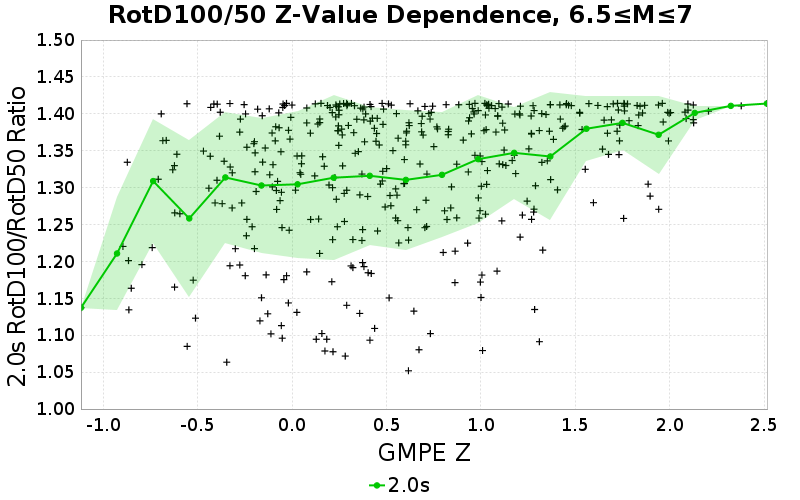 RotD100/50 Z-Value Dependence, 6.5≤M≤7
2.0s RotD100/RotD50 Ratio
1.50
1.45
1.40
1.35
1.30
1.25
1.20
1.15
1.10
1.05
1.00
-1.0 -0.5 0.0 0.5 1.0 1.5 2.0 2.5
GMPE Z
2.0s